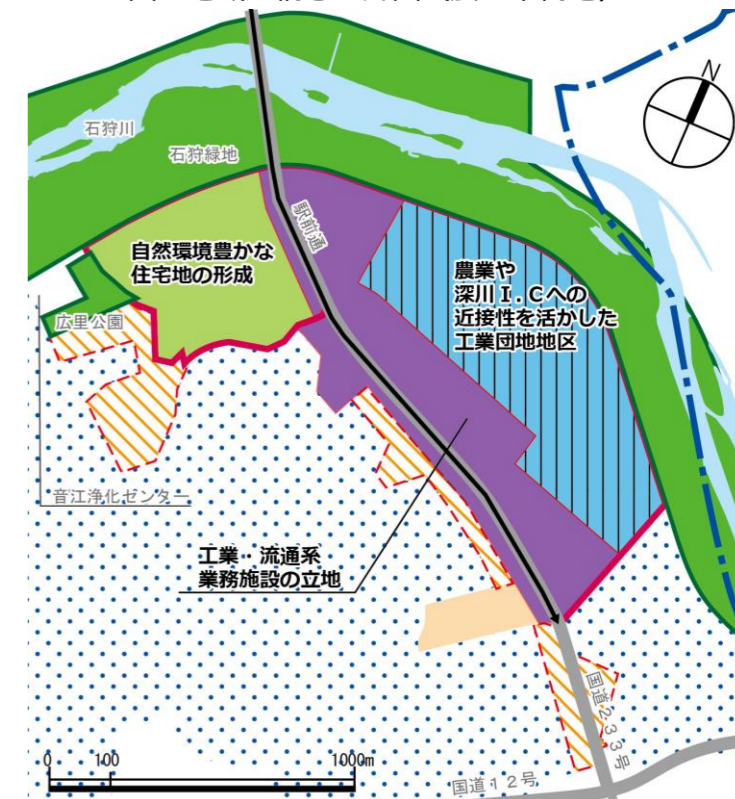 石狩川
石狩緑地
N
駅前通
自然環境豊かな
住宅地の形成
農業や
深川Ｉ．Ｃへの
近接性を活かした
工業団地地区
広里公園
音江浄化センター
工業・流通系
業務施設の立地
国道２３３号
0 100 1000m
国道１２号